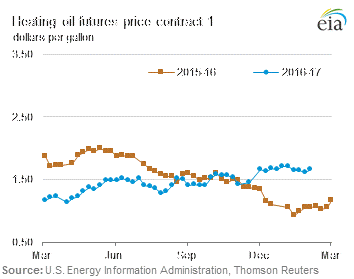 Heating oil futures price contract 1
dollars per gallon
eia
3.50
2015-16
2016-17
2.50
1.50
0.50
Mar
Jun
Sep
Dec
Mar
Source: U.S. Energy Information Administration, Thomson Reuters